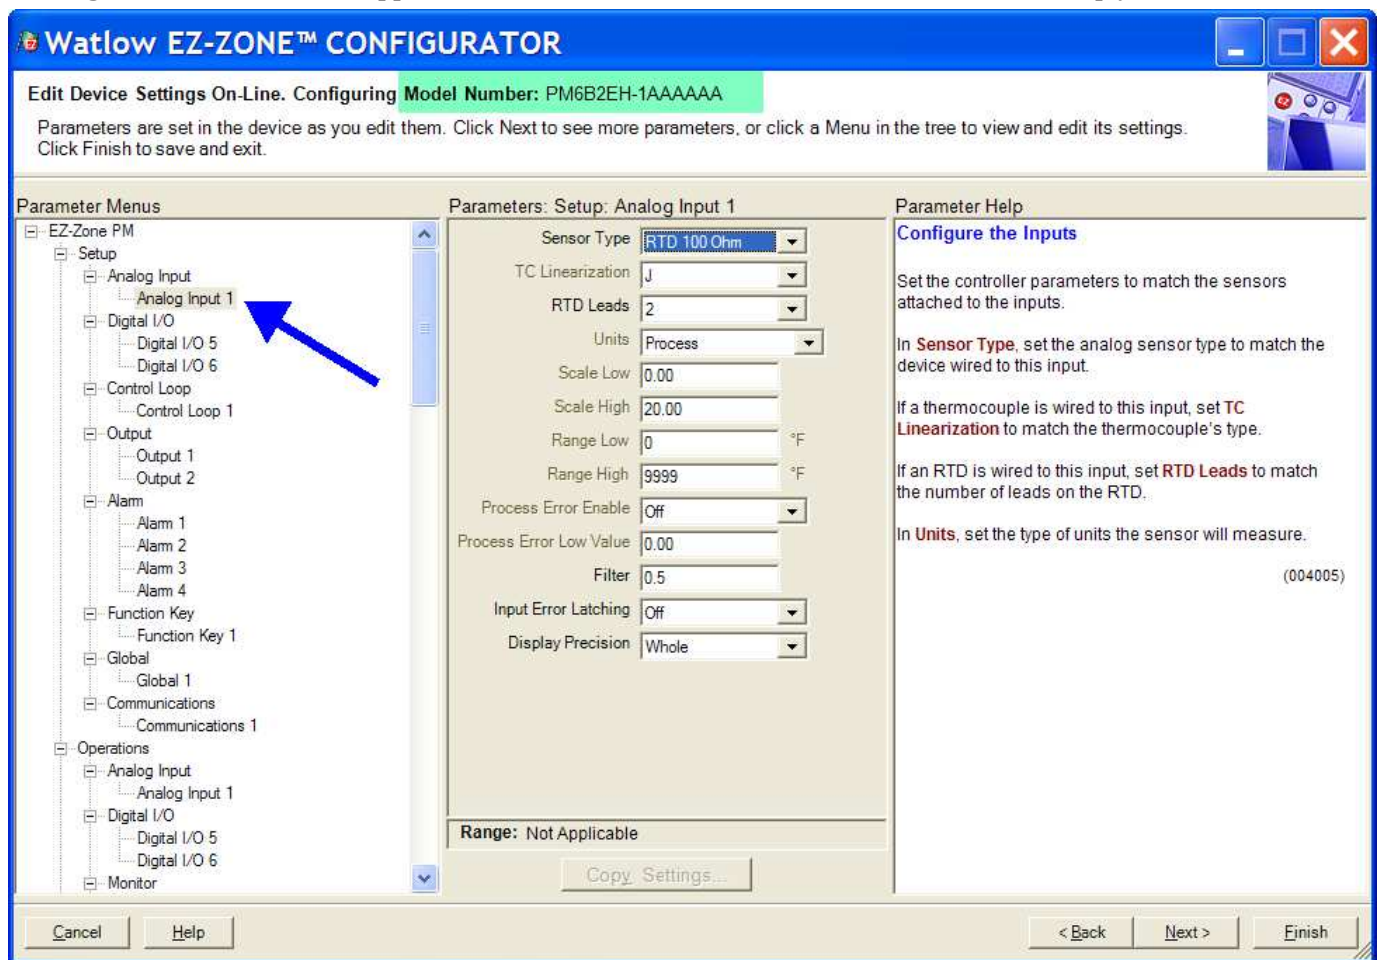 Watlow EZ-ZONE™ CONFIGURATOR
Edit Device Settings On-Line. Configuring Model Number: PM6B2EH-1AAAAAA
Parameters are set in the device as you edit them. Click Next to see more parameters, or click a Menu in the tree to view and edit its settings.
Click Finish to save and exit.
Parameter Menus
EZ-Zone PM
Setup
Analog Input
Analog Input 1
Digital I/O
Digital I/O 5
Digital I/O 6
Control Loop
Control Loop 1
Output
Output 1
Output 2
Alarm
Alarm 1
Alarm 2
Alarm 3
Alarm 4
Function Key
Function Key 1
Global
Global 1
Communications
Communications 1
Operations
Analog Input
Analog Input 1
Digital I/O
Digital I/O 5
Digital I/O 6
Monitor
Parameters: Setup: Analog Input 1
Sensor Type RTD 100 Ohm
TC Linearization J
RTD Leads 2
Units Process
Scale Low 0.00
Scale High 20.00
Range Low 0 °F
Range High 9999 °F
Process Error Enable Off
Process Error Low Value 0.00
Filter 0.5
Input Error Latching Off
Display Precision Whole
Range: Not Applicable
Copy Settings...
Parameter Help
Configure the Inputs
Set the controller parameters to match the sensors
attached to the inputs.
In Sensor Type, set the analog sensor type to match the
device wired to this input.
If a thermocouple is wired to this input, set TC
Linearization to match the thermocouple's type.
If an RTD is wired to this input, set RTD Leads to match
the number of leads on the RTD.
In Units, set the type of units the sensor will measure.
(004005)
Cancel Help < Back Next > Finish